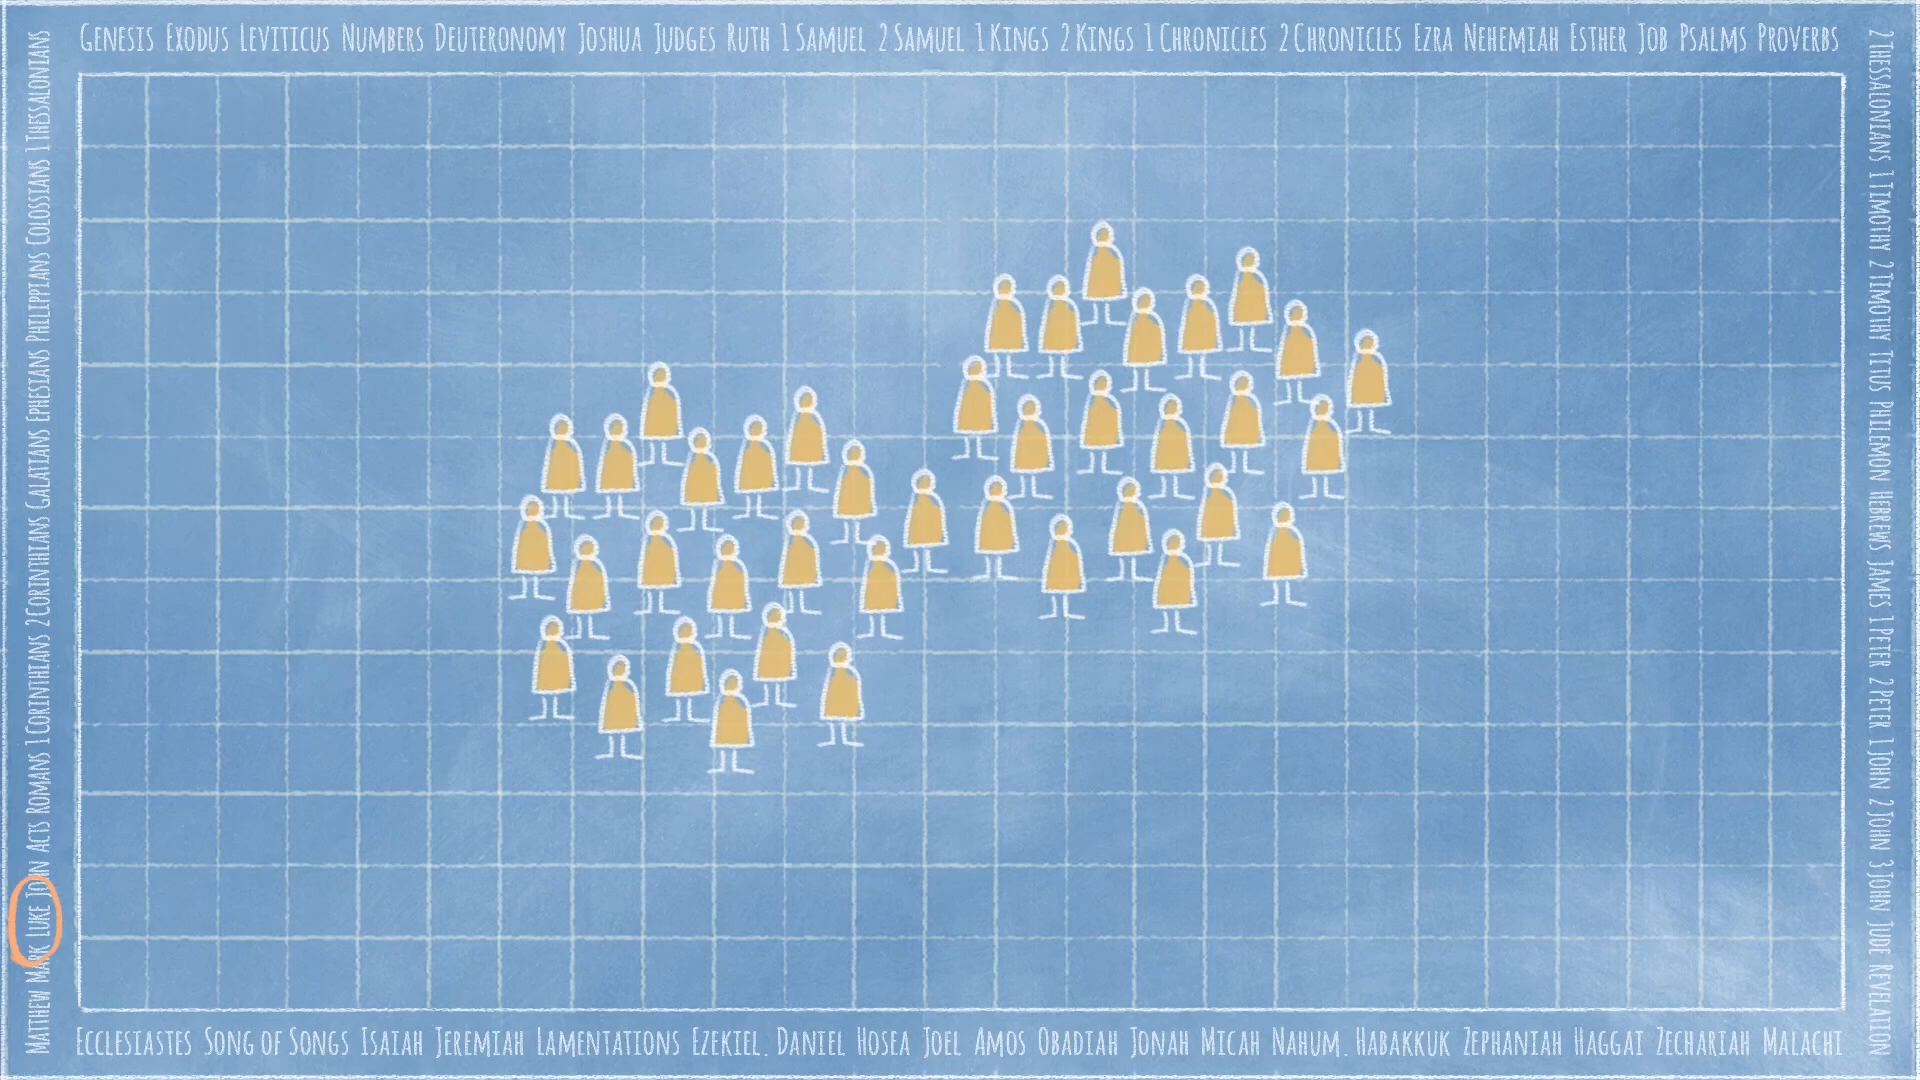 Genesis Exodus Leviticus Numbers Deuteronomy Joshua Judges Ruth 1 Samuel 2 Samuel 1 Kings 2 Kings 1 Chronicles 2 Chronicles Ezra Nehemiah Esther Job Psalms Proverbs
Ecclesiastes Song of Songs Isaiah Jeremiah Lamentations Ezekiel. Daniel Hosea Joel Amos Obadiah Jonah Micah Nahum. Habakkuk Zephaniah Haggai Zechariah Malachi
Matthew Mark Luke John Acts Romans 1 Corinthians 2 Corinthians Galatians Ephesians Philippians Colossians 1 Thessalonians
2 Thessalonians 1 Timothy 2 Timothy Titus Philemon Hebrews James 1 Peter 2 Peter 1 John 2 John 3 John Jude Revelation